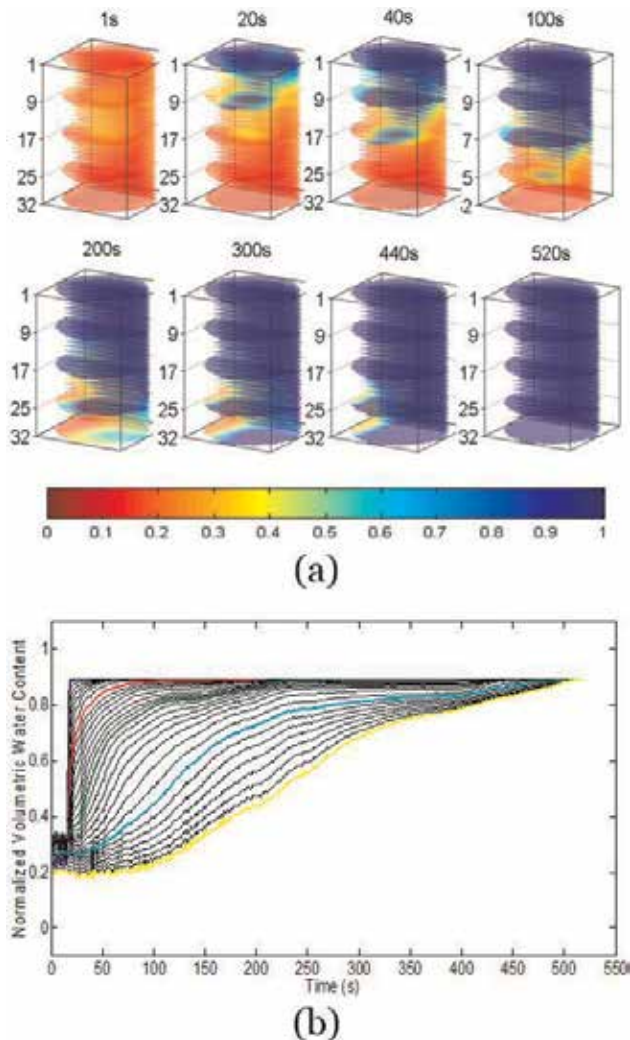 1s 20s 40s 100s
1 1 1 1
9 9 9 9
17 17 17 7
25 25 25 5
32 32 32 2
200s 300s 440s 520s
1 1 1 1
9 9 9 9
17 17 17 17
25 25 25 25
32 32 32 32
0 0.1 0.2 0.3 0.4 0.5 0.6 0.7 0.8 0.9 1
(a)
Normalized Volumetric Water Content
1
0.8
0.6
0.4
0.2
0
0 50 100 150 200 250 300 350 400 450 500 550
Time (s)
(b)